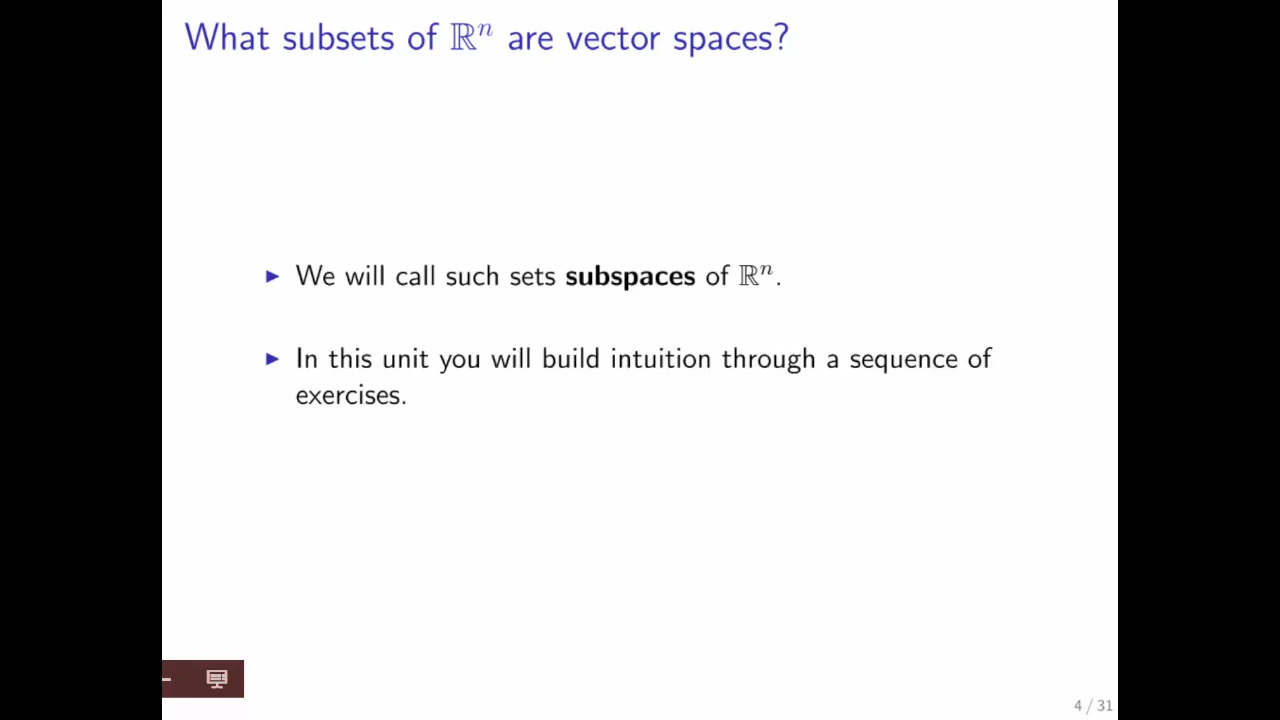 What subsets of ℝⁿ are vector spaces?
► We will call such sets subspaces of ℝⁿ.
► In this unit you will build intuition through a sequence of
exercises.
4 / 31